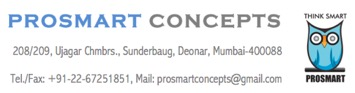 PROSMART CONCEPTS
THINK SMART
208/209, Ujagar Chmbrs., Sunderbaug, Deonar, Mumbai-400088
Tel./Fax: +91-22-67251851, Mail: prosmartconcepts@gmail.com
PROSMART